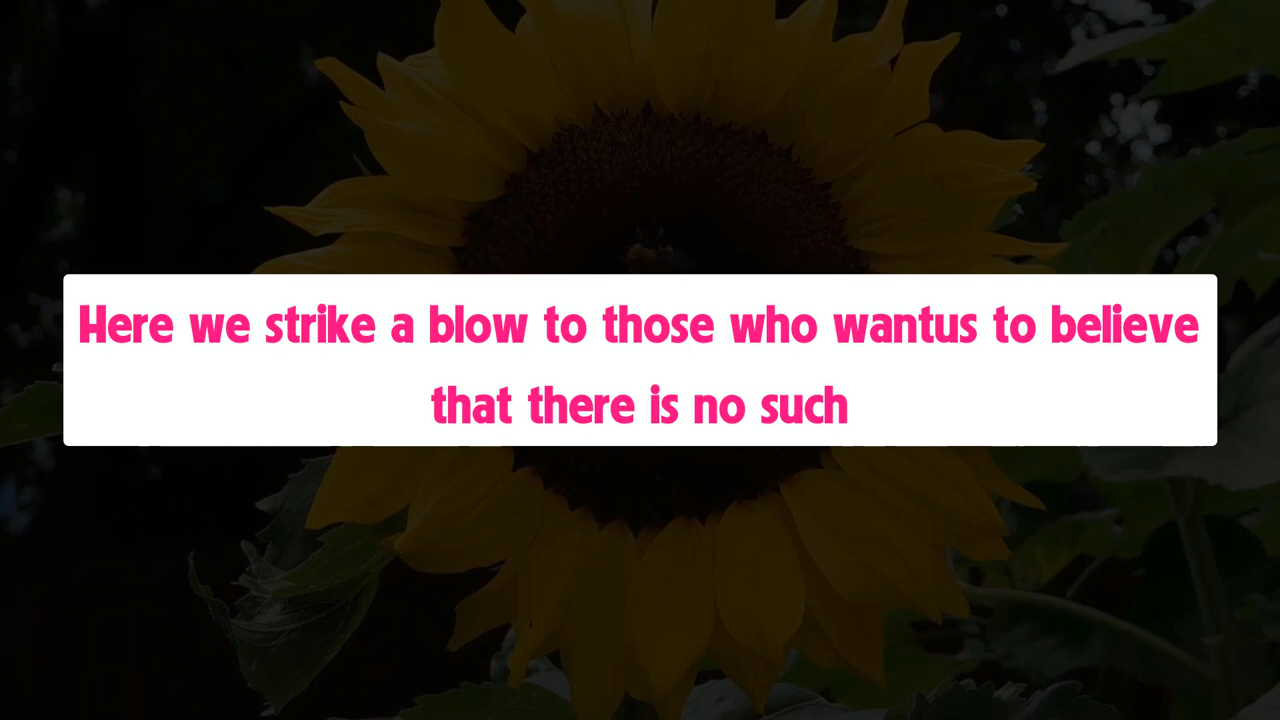 Here we strike a blow to those who wantus to believe
that there is no such